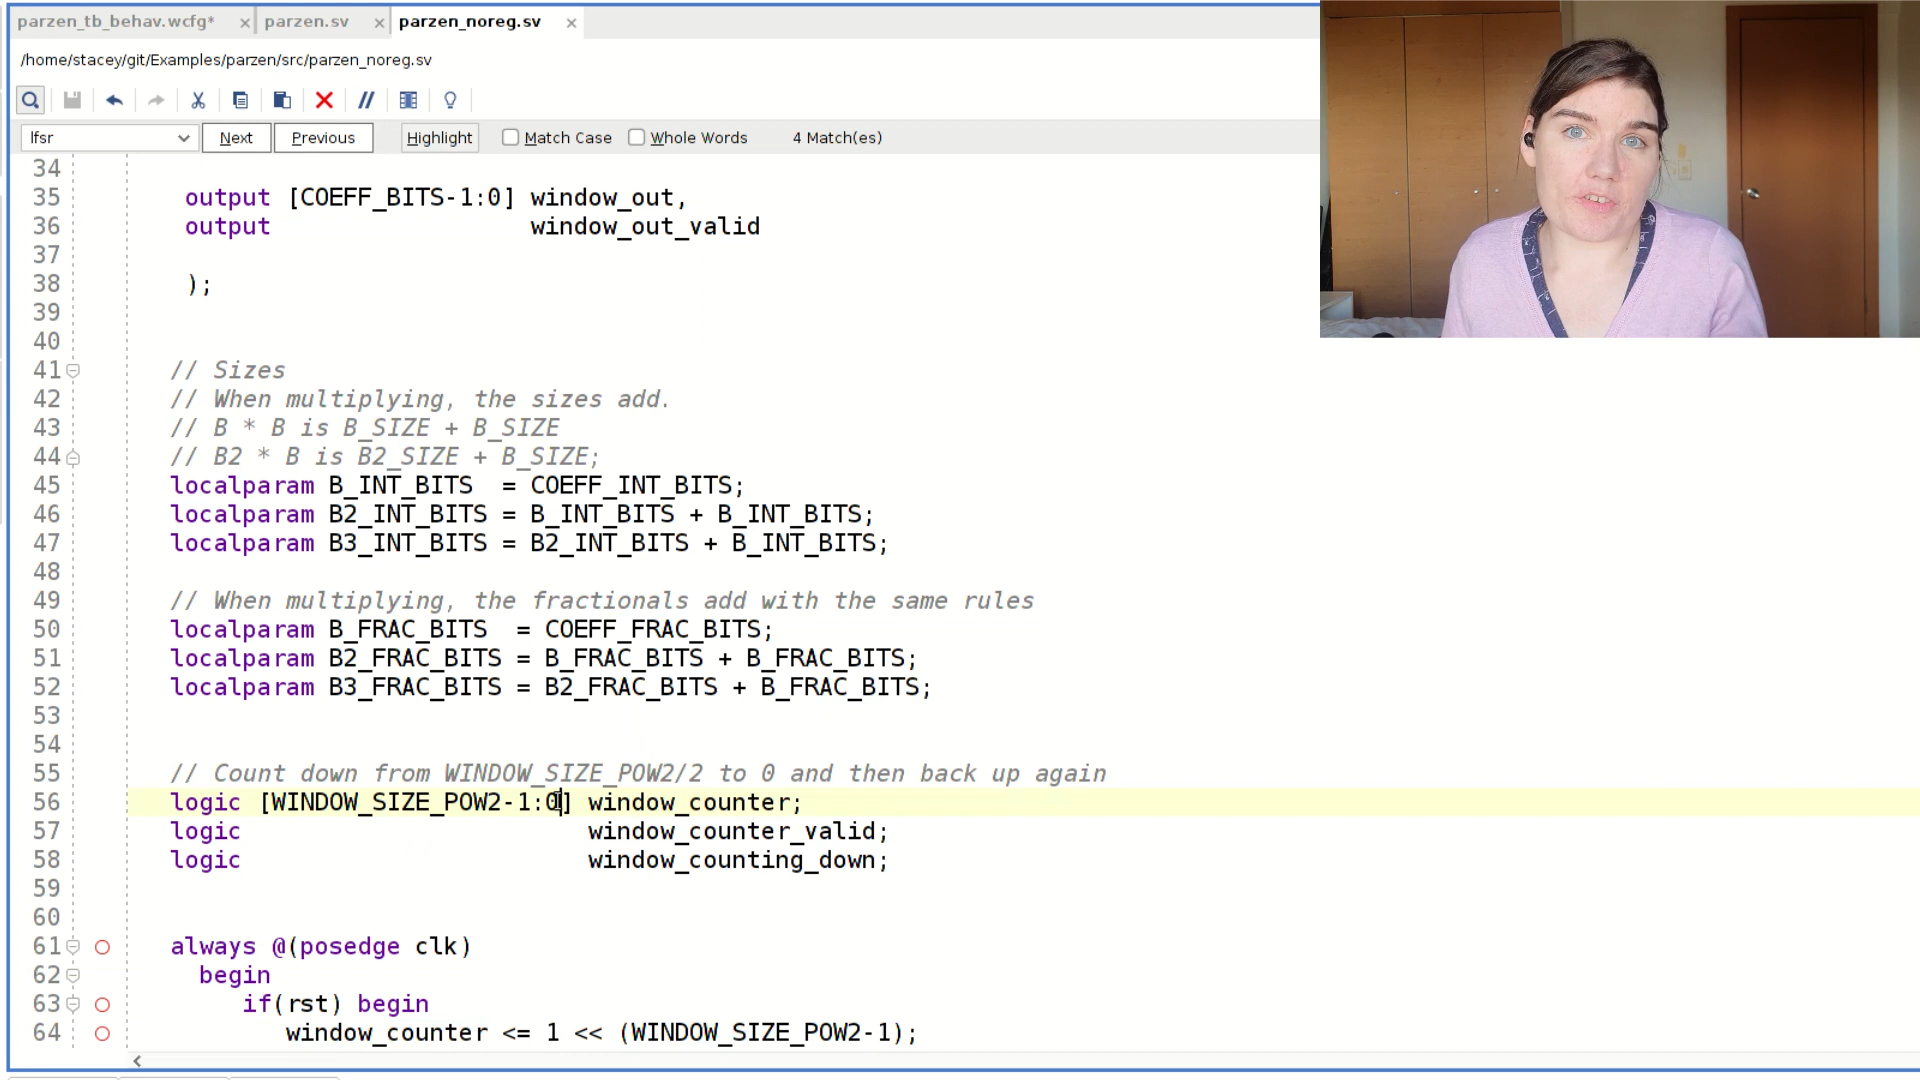 parzen_tb_behav.wcfg* × parzen.sv × parzen_noreg.sv ×
/home/stacey/git/Examples/parzen/src/parzen_noreg.sv
lfsr Next Previous Highlight Match Case Whole Words 4 Match(es)
34
35 output [COEFF_BITS-1:0] window_out,
36 output window_out_valid
37
38 );
39
40
41 // Sizes
42 // When multiplying, the sizes add.
43 // B * B is B_SIZE + B_SIZE
44 // B2 * B is B2_SIZE + B_SIZE;
45 localparam B_INT_BITS = COEFF_INT_BITS;
46 localparam B2_INT_BITS = B_INT_BITS + B_INT_BITS;
47 localparam B3_INT_BITS = B2_INT_BITS + B_INT_BITS;
48
49 // When multiplying, the fractionals add with the same rules
50 localparam B_FRAC_BITS = COEFF_FRAC_BITS;
51 localparam B2_FRAC_BITS = B_FRAC_BITS + B_FRAC_BITS;
52 localparam B3_FRAC_BITS = B2_FRAC_BITS + B_FRAC_BITS;
53
54
55 // Count down from WINDOW_SIZE_POW2/2 to 0 and then back up again
56 logic [WINDOW_SIZE_POW2-1:0] window_counter;
57 logic window_counter_valid;
58 logic window_counting_down;
59
60
61 always @(posedge clk)
62 begin
63 if(rst) begin
64 window_counter <= 1 << (WINDOW_SIZE_POW2-1);